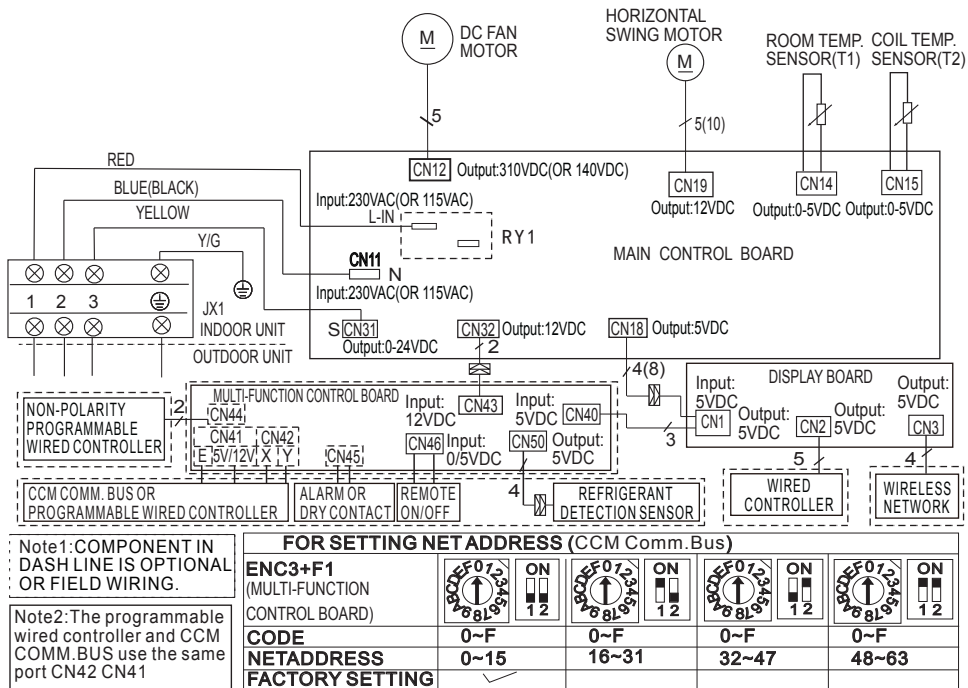 M
DC FAN
MOTOR
HORIZONTAL
SWING MOTOR
M
ROOM TEMP.
SENSOR(T1)
COIL TEMP.
SENSOR(T2)
5
5(10)
RED
BLUE(BLACK)
YELLOW
Y/G
CN12 Output:310VDC(OR 140VDC)
CN19
Output:12VDC
CN14
Output:0-5VDC
CN15
Output:0-5VDC
Input:230VAC(OR 115VAC)
L-IN
RY1
MAIN CONTROL BOARD
CN11
N
Input:230VAC(OR 115VAC)
1 2 3
JX1
INDOOR UNIT
OUTDOOR UNIT
S CN31
Output:0-24VDC
CN32 Output:12VDC
2
CN18 Output:5VDC
4(8)
MULTI-FUNCTION CONTROL BOARD
NON-POLARITY
PROGRAMMABLE
WIRED CONTROLLER
2
CN44
CN41 CN42
E 5V/12V X Y
CN45
Input:
12VDC
CN43
CN46 Input:
0/5VDC
Input:
5VDC
CN40
CN50 Output:
5VDC
3
4
DISPLAY BOARD
Input:
5VDC
CN1
Output:
5VDC
CN2
Output:
5VDC
Output:
5VDC
CN3
5
4
CCM COMM. BUS OR
PROGRAMMABLE WIRED CONTROLLER
ALARM OR
DRY CONTACT
REMOTE
ON/OFF
REFRIGERANT
DETECTION SENSOR
WIRED
CONTROLLER
WIRELESS
NETWORK
Note1:COMPONENT IN
DASH LINE IS OPTIONAL
OR FIELD WIRING.
Note2:The programmable
wired controller and CCM
COMM.BUS use the same
port CN42 CN41
FOR SETTING NET ADDRESS (CCM Comm.Bus)
ENC3+F1
(MULTI-FUNCTION
CONTROL BOARD)
0123456789ABCDEF
ON
1 2
0123456789ABCDEF
ON
1 2
0123456789ABCDEF
ON
1 2
0123456789ABCDEF
ON
1 2
CODE 0~F 0~F 0~F 0~F
NETADDRESS 0~15 16~31 32~47 48~63
FACTORY SETTING